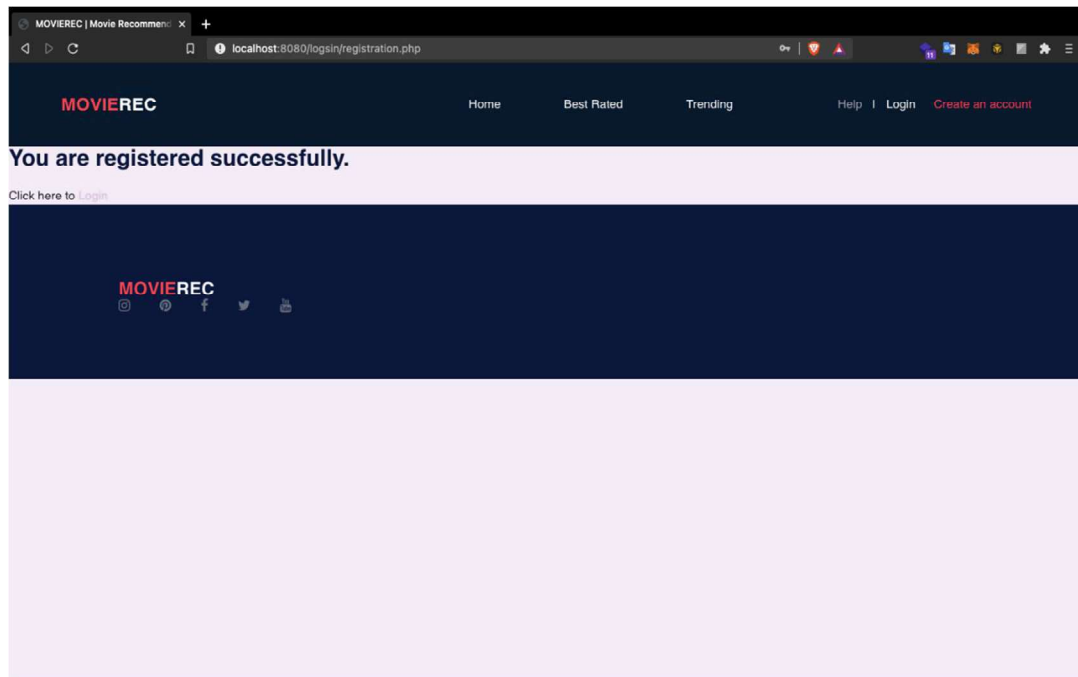 MOVIEREC | Movie Recommend
localhost:8080/logsin/registration.php
11
MOVIEREC Home Best Rated Trending Help | Login Create an account
You are registered successfully.
Click here to Login
MOVIEREC